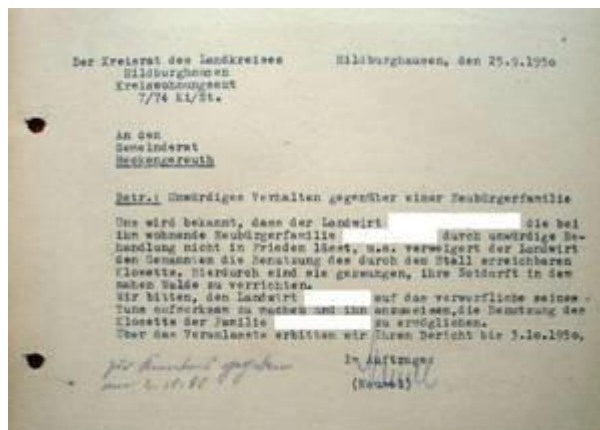 Der Kreisrat des Landkreises
Hildburghausen
Kreiswohnungsamt
7/74 Ki/St.
Hildburghausen, den 25.9.1950
An den
Gemeinderat
Heckengereuth
Betr.: Unwürdiges Verhalten gegenüber einer Neubürgerfamilie
Uns wird bekannt, dass der Landwirt die bei
ihm wohnende Neubürgerfamilie durch unwürdige Be-
handlung nicht in Frieden lässt, u.a. verweigert der Landwirt
den Genannten die Benutzung des durch den Stall erreichbaren
Klosetts. Hierdurch sind sie gezwungen, ihre Notdurft in dem
nahen Walde zu verrichten.
Wir bitten, den Landwirt auf das verwerfliche seines
Tuns aufmerksam zu machen und ihn anzuweisen, die Benutzung des
Klosetts der Familie zu ermöglichen.
Über das Veranlasste erbitten wir Ihren Bericht bis 3.10.1950.
Im Auftrage:
zur Kenntnis gegeben